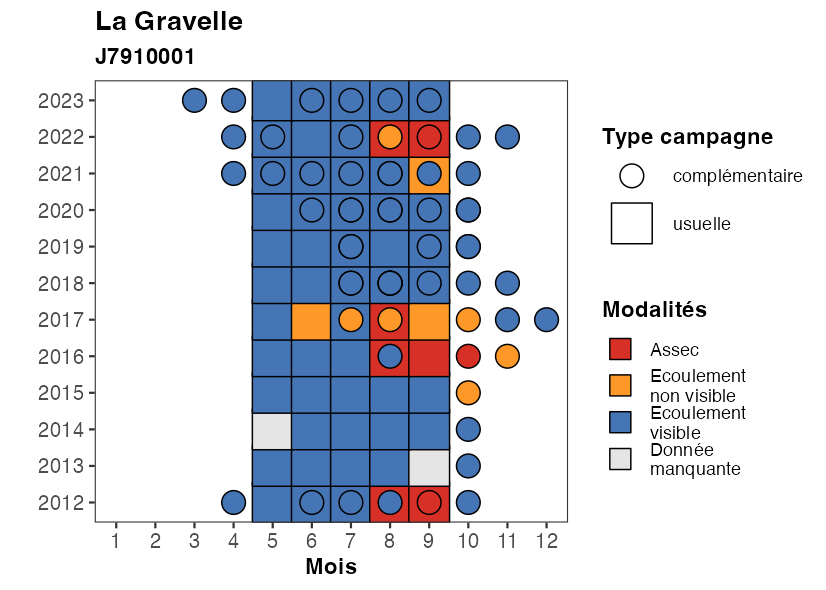 La Gravelle
J7910001
2023
2022
2021
2020
2019
2018
2017
2016
2015
2014
2013
2012
1 2 3 4 5 6 7 8 9 10 11 12
Mois
Type campagne
complémentaire
usuelle
Modalités
Assec
Ecoulement
non visible
Ecoulement
visible
Donnée
manquante